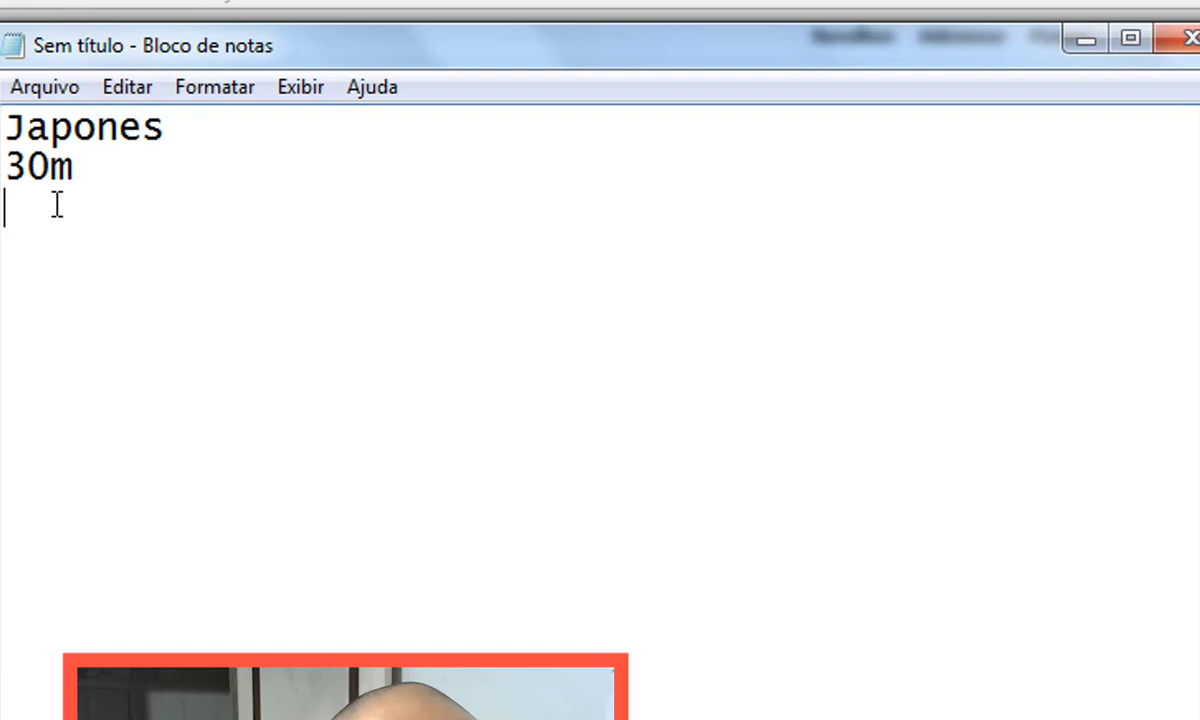 Sem título - Bloco de notas
Arquivo Editar Formatar Exibir Ajuda
Japones
30m